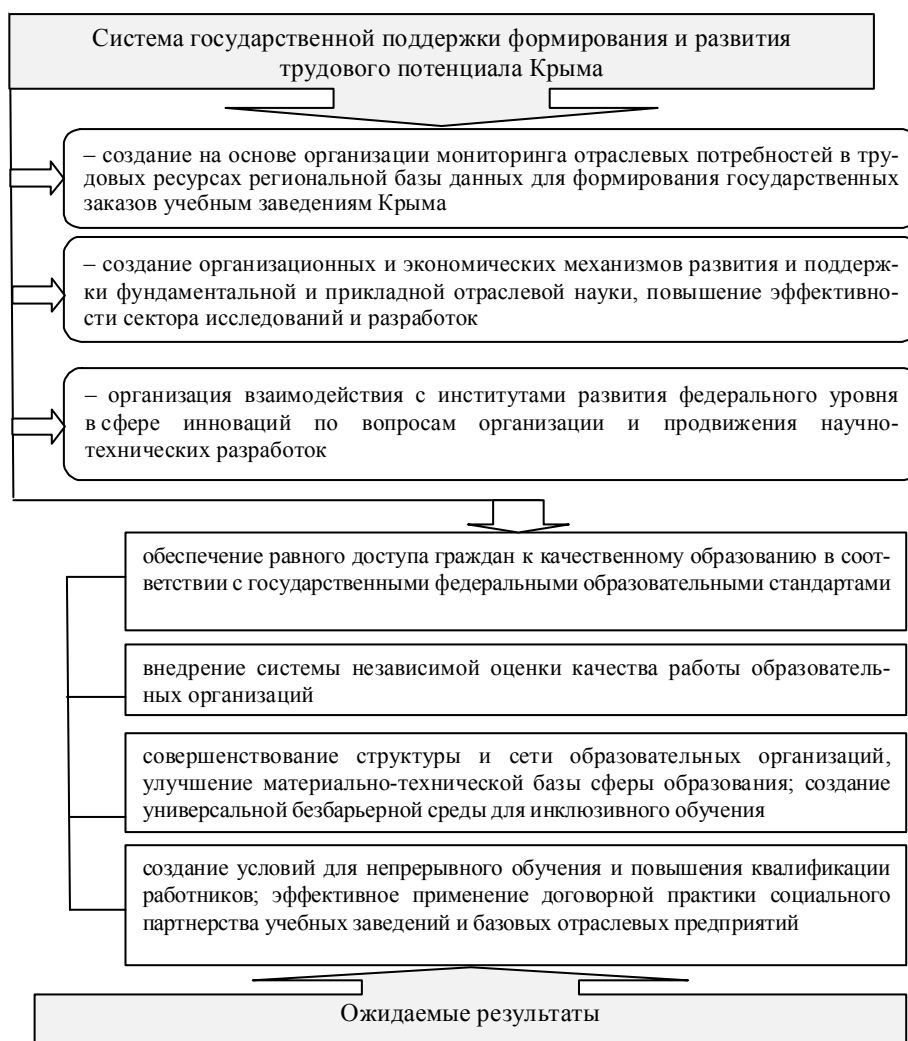 Система государственной поддержки формирования и развития
трудового потенциала Крыма
– создание на основе организации мониторинга отраслевых потребностей в тру-
довых ресурсах региональной базы данных для формирования государственных
заказов учебным заведениям Крыма
– создание организационных и экономических механизмов развития и поддерж-
ки фундаментальной и прикладной отраслевой науки, повышение эффективно-
сти сектора исследований и разработок
– организация взаимодействия с институтами развития федерального уровня
в сфере инноваций по вопросам организации и продвижения научно-
технических разработок
обеспечение равного доступа граждан к качественному образованию в соот-
ветствии с государственными федеральными образовательными стандартами
внедрение системы независимой оценки качества работы образователь-
ных организаций
совершенствование структуры и сети образовательных организаций,
улучшение материально-технической базы сферы образования; создание
универсальной безбарьерной среды для инклюзивного обучения
создание условий для непрерывного обучения и повышения квалификации
работников; эффективное применение договорной практики социального
партнерства учебных заведений и базовых отраслевых предприятий
Ожидаемые результаты